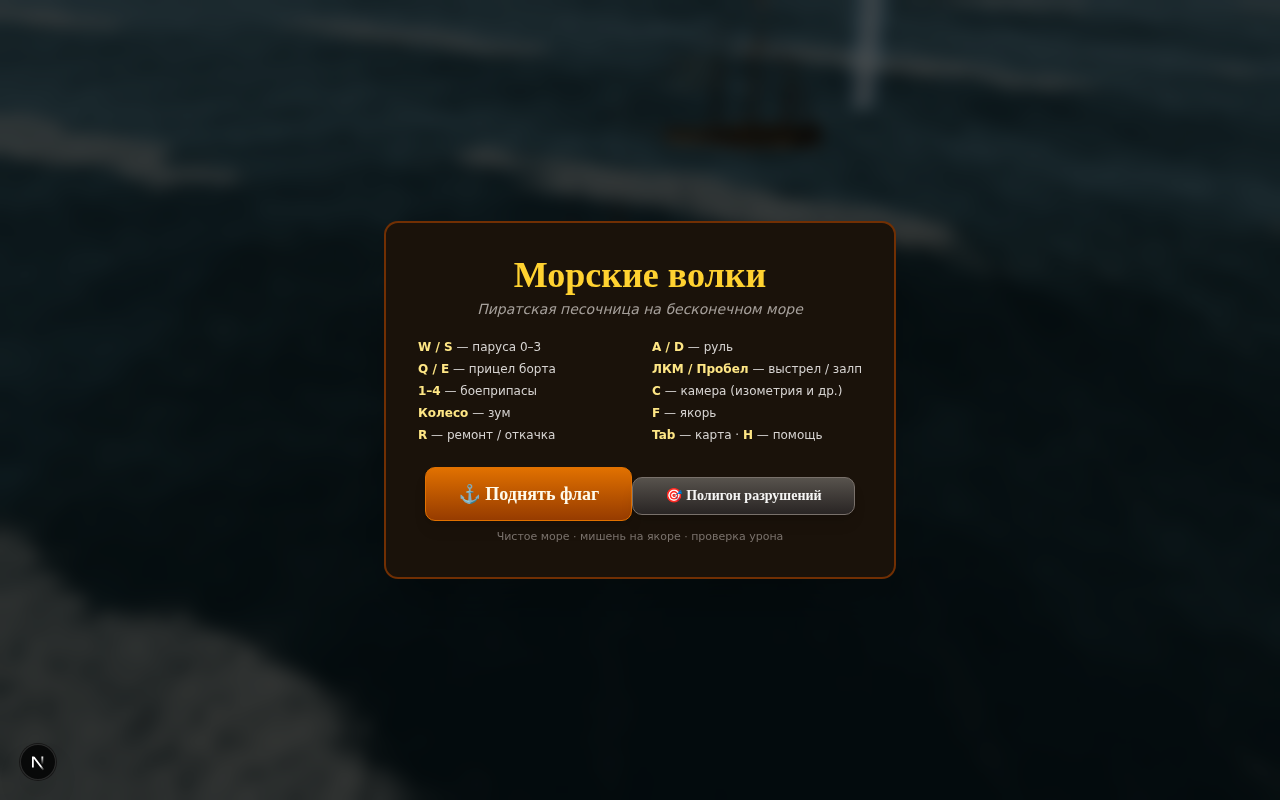 Морские волки
Пиратская песочница на бесконечном море
W / S — паруса 0–3
A / D — руль
Q / E — прицел борта
ЛКМ / Пробел — выстрел / залп
1–4 — боеприпасы
C — камера (изометрия и др.)
Колесо — зум
F — якорь
R — ремонт / откачка
Tab — карта · H — помощь
⚓ Поднять флаг
🎯 Полигон разрушений
Чистое море · мишень на якоре · проверка урона
N